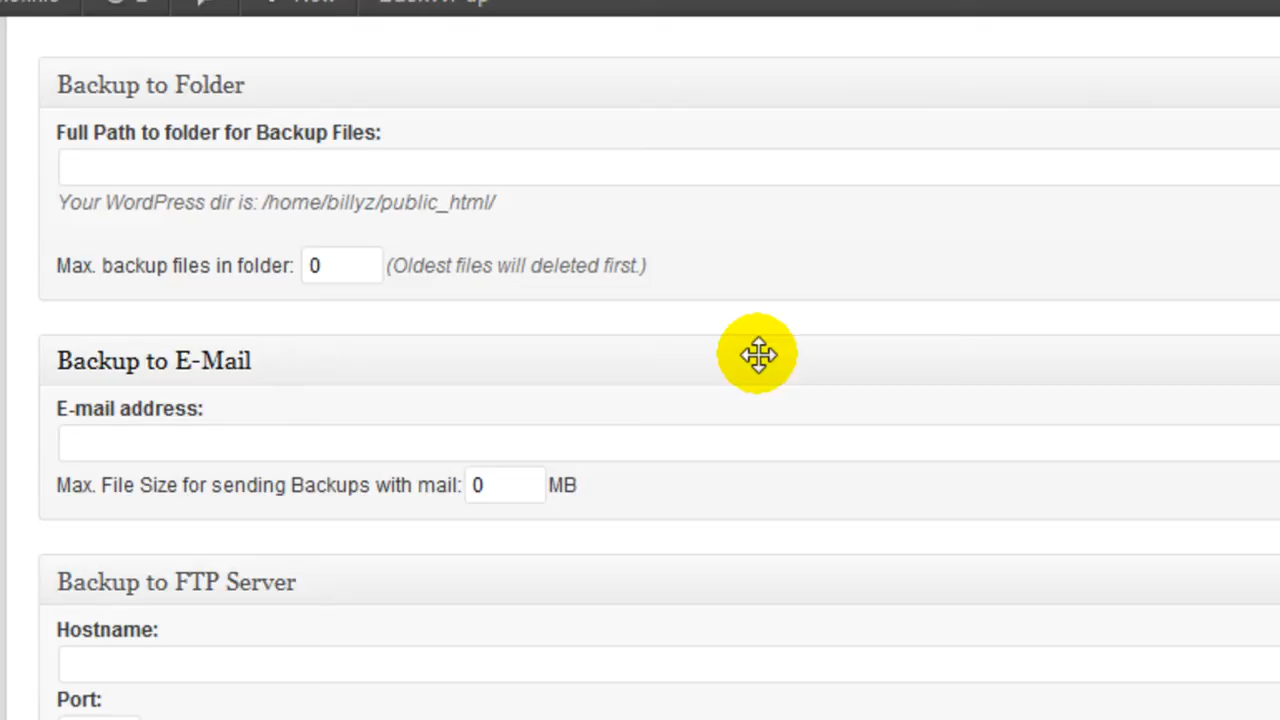 Backup to Folder
Full Path to folder for Backup Files:
Your WordPress dir is: /home/billyz/public_html/
Max. backup files in folder: 0 (Oldest files will deleted first.)
Backup to E-Mail
E-mail address:
Max. File Size for sending Backups with mail: 0 MB
Backup to FTP Server
Hostname:
Port: